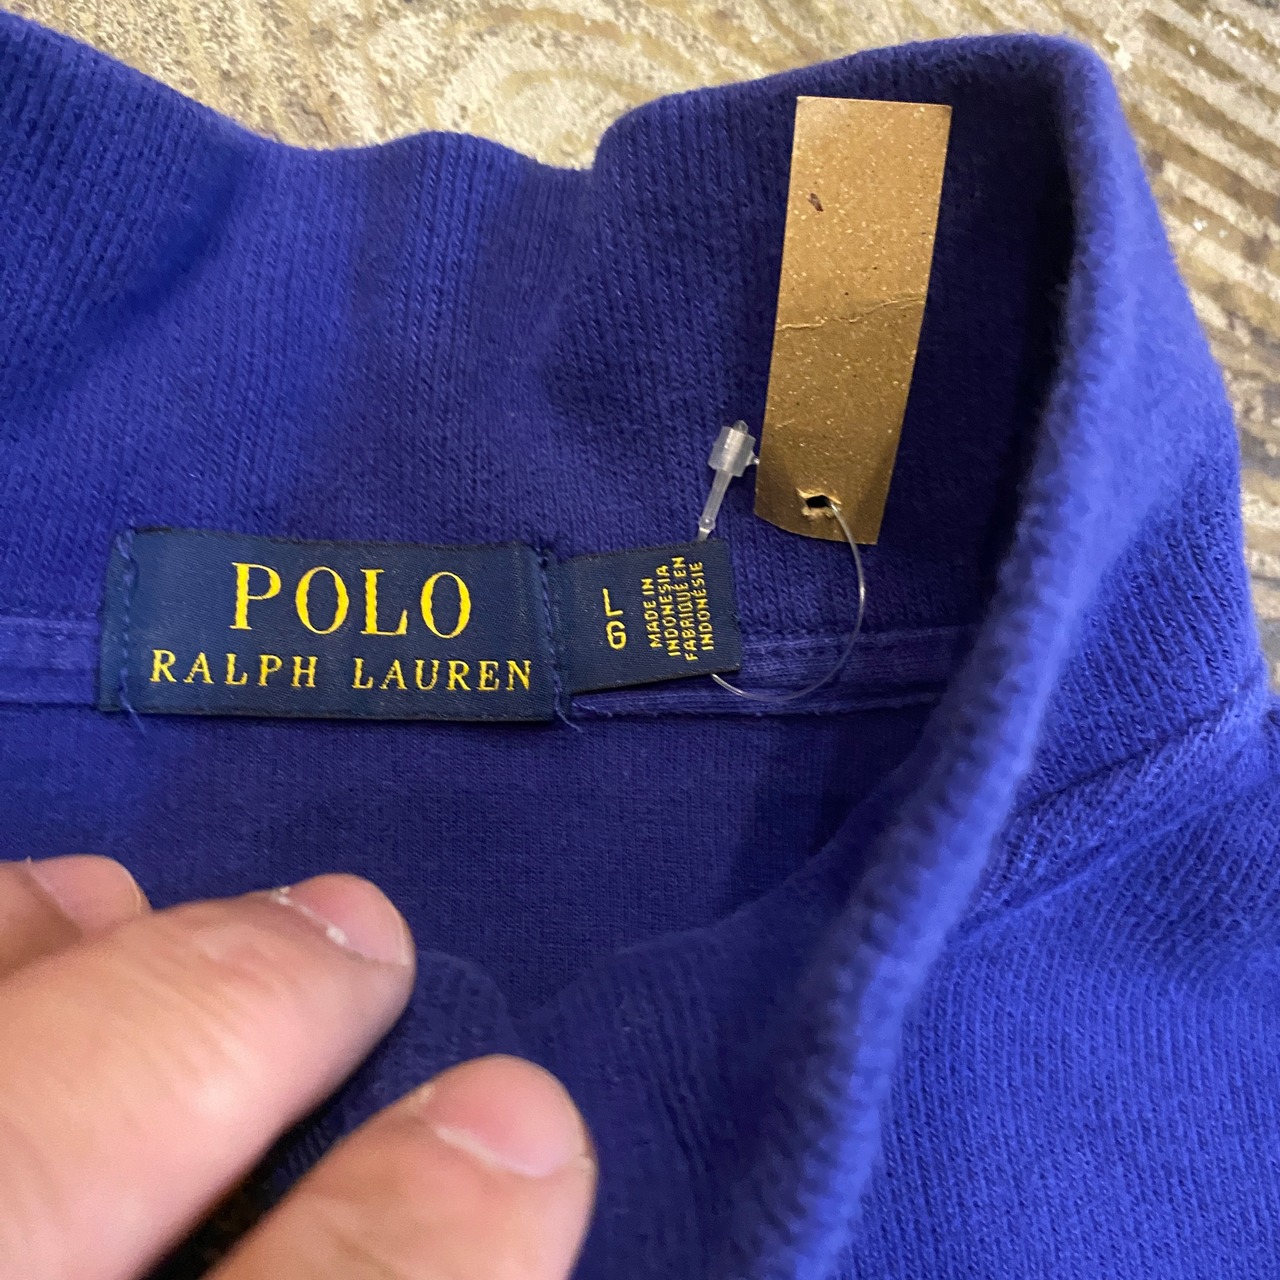 POLO
RALPH LAUREN
L
G
MADE IN
INDONESIA
FABRIQUÉ EN
INDONÉSIE